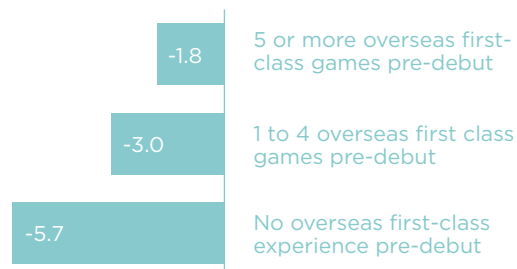 -1.8
5 or more overseas first-
class games pre-debut
-3.0
1 to 4 overseas first class
games pre-debut
-5.7
No overseas first-class
experience pre-debut